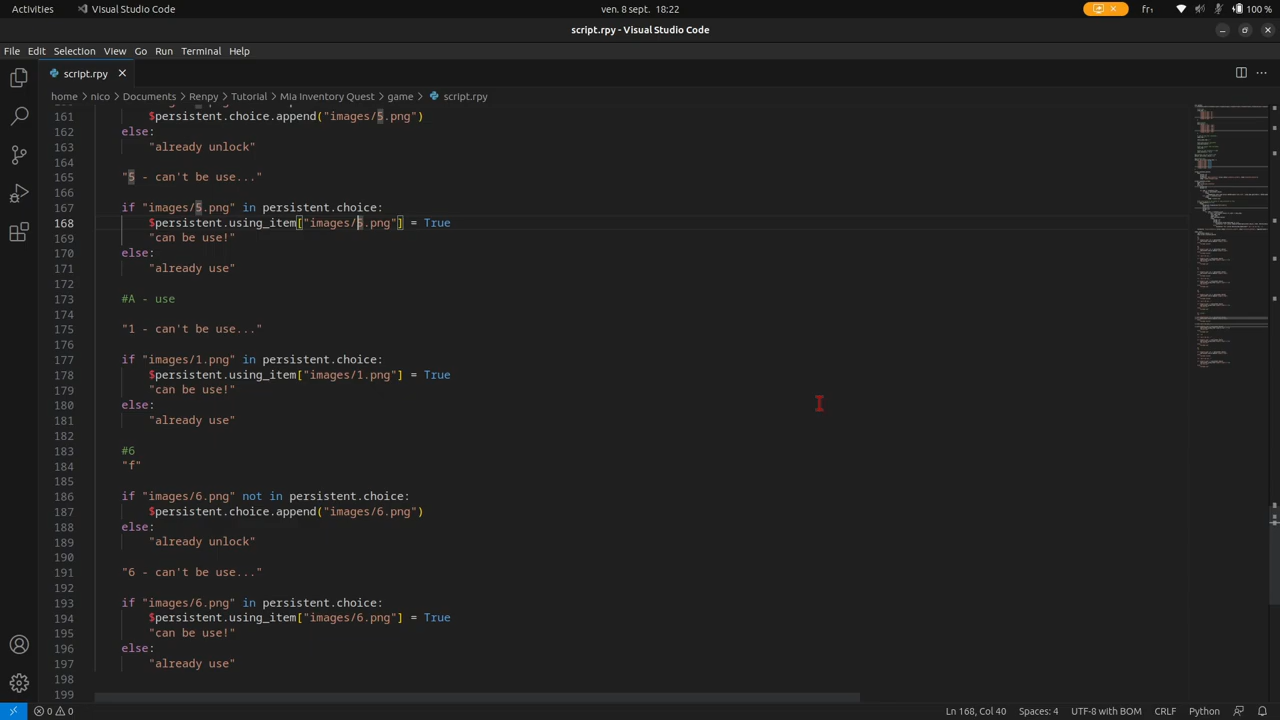 Activities
Visual Studio Code
ven. 8 sept. 18:22
fr₁
100 %
script.rpy - Visual Studio Code
File Edit Selection View Go Run Terminal Help
script.rpy
home > nico > Documents > Renpy > Tutorial > Mia Inventory Quest > game > script.rpy
161 $persistent.choice.append("images/5.png")
162 else:
163 "already unlock"
164
165 "5 - can't be use..."
166
167 if "images/5.png" in persistent.choice:
168 $persistent.using_item["images/5.png"] = True
169 "can be use!"
170 else:
171 "already use"
172
173 #A - use
174
175 "1 - can't be use..."
176
177 if "images/1.png" in persistent.choice:
178 $persistent.using_item["images/1.png"] = True
179 "can be use!"
180 else:
181 "already use"
182
183 #6
184 "f"
185
186 if "images/6.png" not in persistent.choice:
187 $persistent.choice.append("images/6.png")
188 else:
189 "already unlock"
190
191 "6 - can't be use..."
192
193 if "images/6.png" in persistent.choice:
194 $persistent.using_item["images/6.png"] = True
195 "can be use!"
196 else:
197 "already use"
198
199
0 0 Ln 168, Col 40 Spaces: 4 UTF-8 with BOM CRLF Python